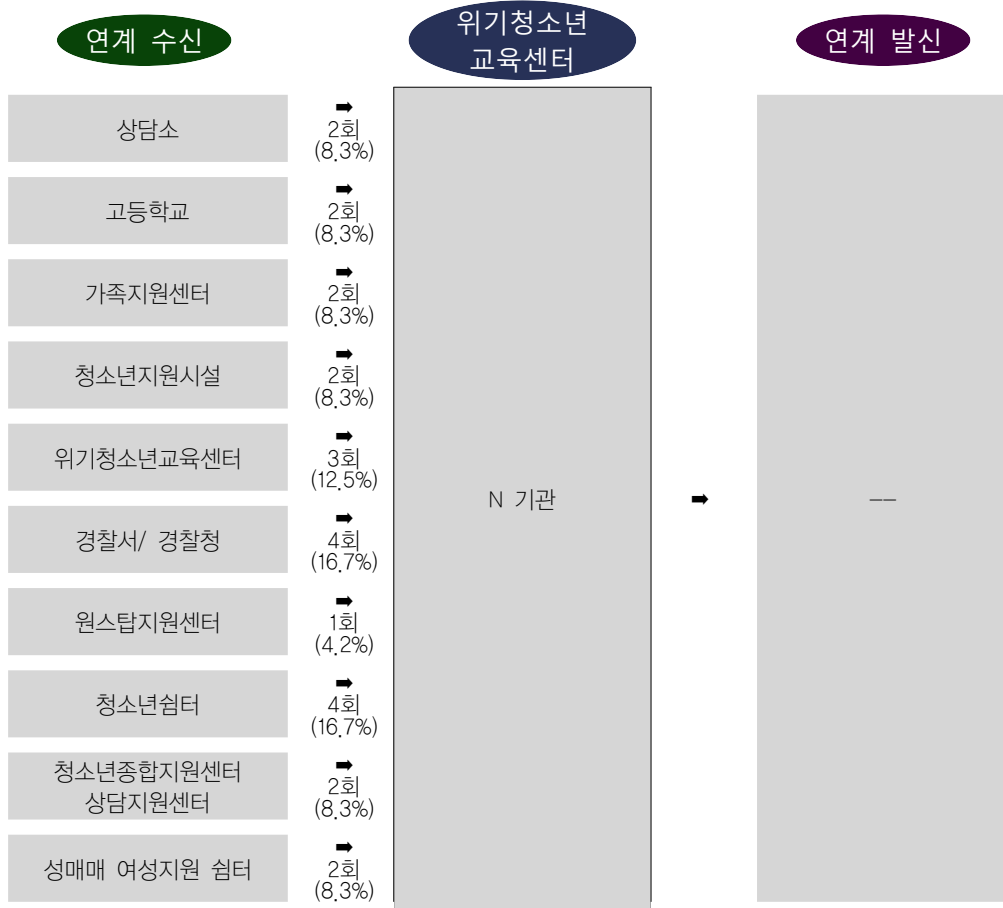 연계 수신
위기청소년
교육센터
연계 발신
상담소
➡
2회
(8.3%)
고등학교
➡
2회
(8.3%)
가족지원센터
➡
2회
(8.3%)
청소년지원시설
➡
2회
(8.3%)
위기청소년교육센터
➡
3회
(12.5%)
N 기관
➡
––
경찰서/ 경찰청
➡
4회
(16.7%)
원스탑지원센터
➡
1회
(4.2%)
청소년쉼터
➡
4회
(16.7%)
청소년종합지원센터
상담지원센터
➡
2회
(8.3%)
성매매 여성지원 쉼터
➡
2회
(8.3%)